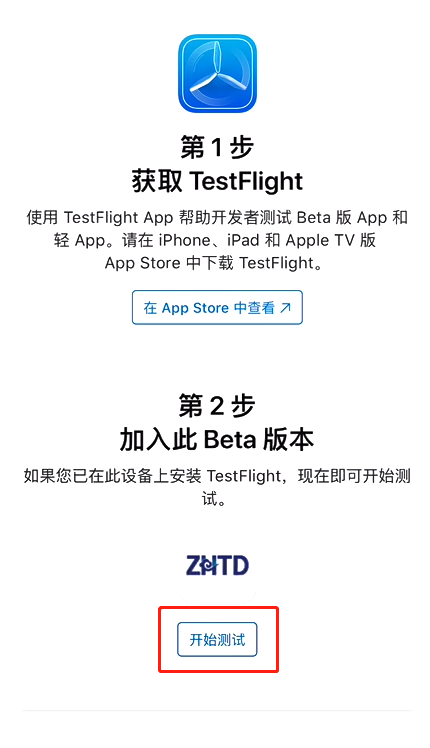 第 1 步
获取 TestFlight
使用 TestFlight App 帮助开发者测试 Beta 版 App 和
轻 App。请在 iPhone、iPad 和 Apple TV 版
App Store 中下载 TestFlight。
在 App Store 中查看 ↗
第 2 步
加入此 Beta 版本
如果您已在此设备上安装 TestFlight，现在即可开始测
试。
ZHTD
开始测试